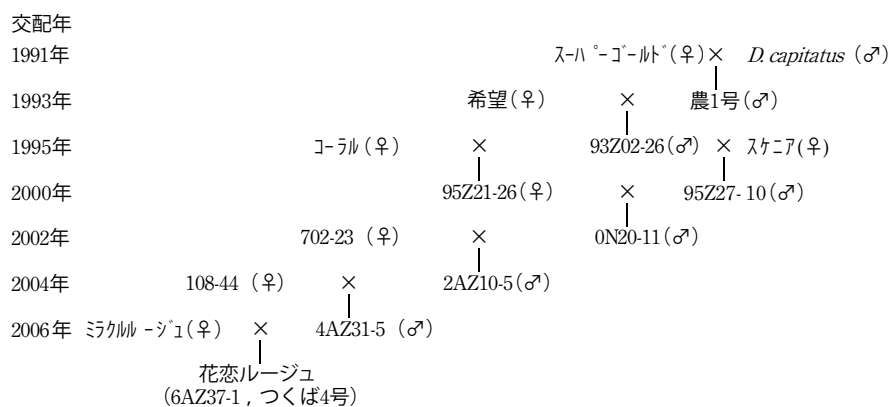 交配年
1991年 ｽｰﾊﾟｰｺﾞｰﾙﾄﾞ(♀) × D. capitatus (♂)
1993年 希望(♀) × 農1号(♂)
1995年 ｺｰﾗﾙ(♀) × 93Z02-26(♂) × ｽｹﾆｱ(♀)
2000年 95Z21-26(♀) × 95Z27-10(♂)
2002年 702-23 (♀) × 0N20-11(♂)
2004年 108-44 (♀) × 2AZ10-5(♂)
2006年 ﾐﾗｸﾙﾙｰｼﾞｭ(♀) × 4AZ31-5 (♂)
花恋ルージュ
(6AZ37-1 , つくば4号)